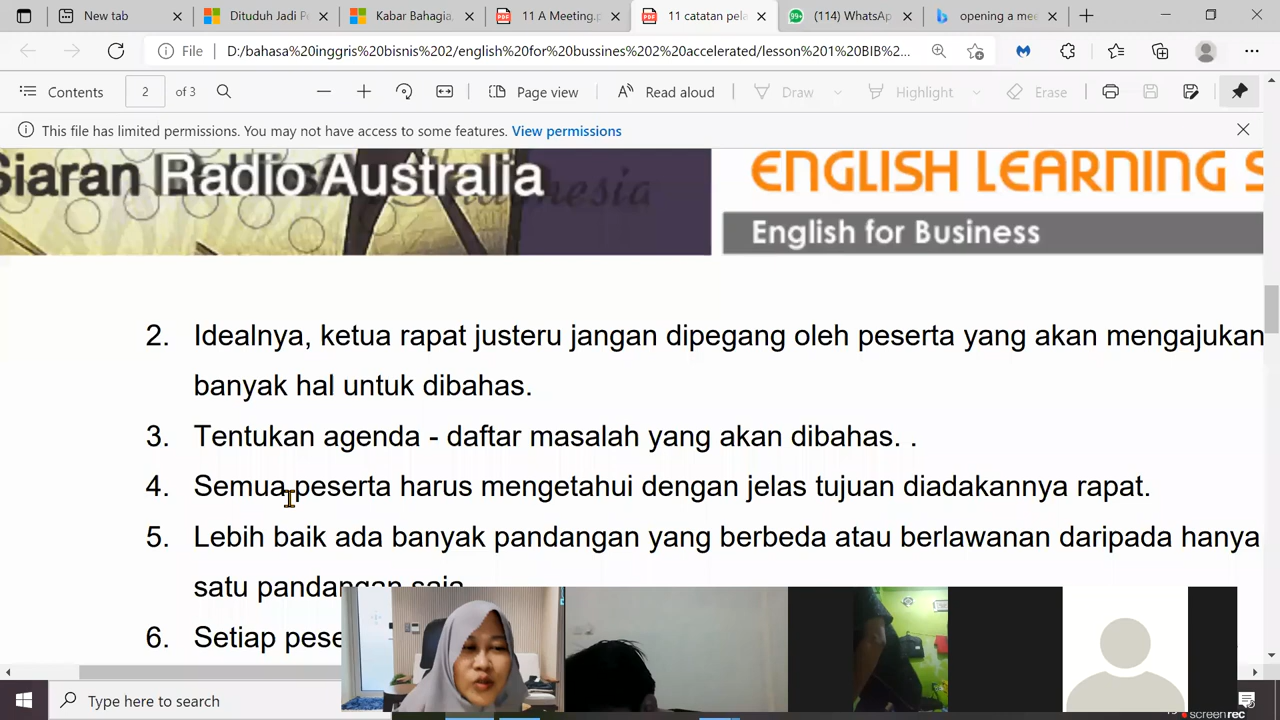 New tab
Dituduh Jadi P
Kabar Bahagia,
11 A Meeting.p
11 catatan pela
99+
(114) WhatsAp
opening a mee
File
D:/bahasa%20inggris%20bisnis%202/english%20for%20bussines%202%20accelerated/lesson%201%20BIB%2...
Contents
2
of 3
Page view
Read aloud
Draw
Highlight
Erase
This file has limited permissions. You may not have access to some features. View permissions
Siaran Radio Australia
ENGLISH LEARNING S
English for Business
2. Idealnya, ketua rapat justeru jangan dipegang oleh peserta yang akan mengajukan
banyak hal untuk dibahas.
3. Tentukan agenda - daftar masalah yang akan dibahas. .
4. Semua peserta harus mengetahui dengan jelas tujuan diadakannya rapat.
5. Lebih baik ada banyak pandangan yang berbeda atau berlawanan daripada hanya
satu pandangan saja
6. Setiap pese
Type here to search
screenrec